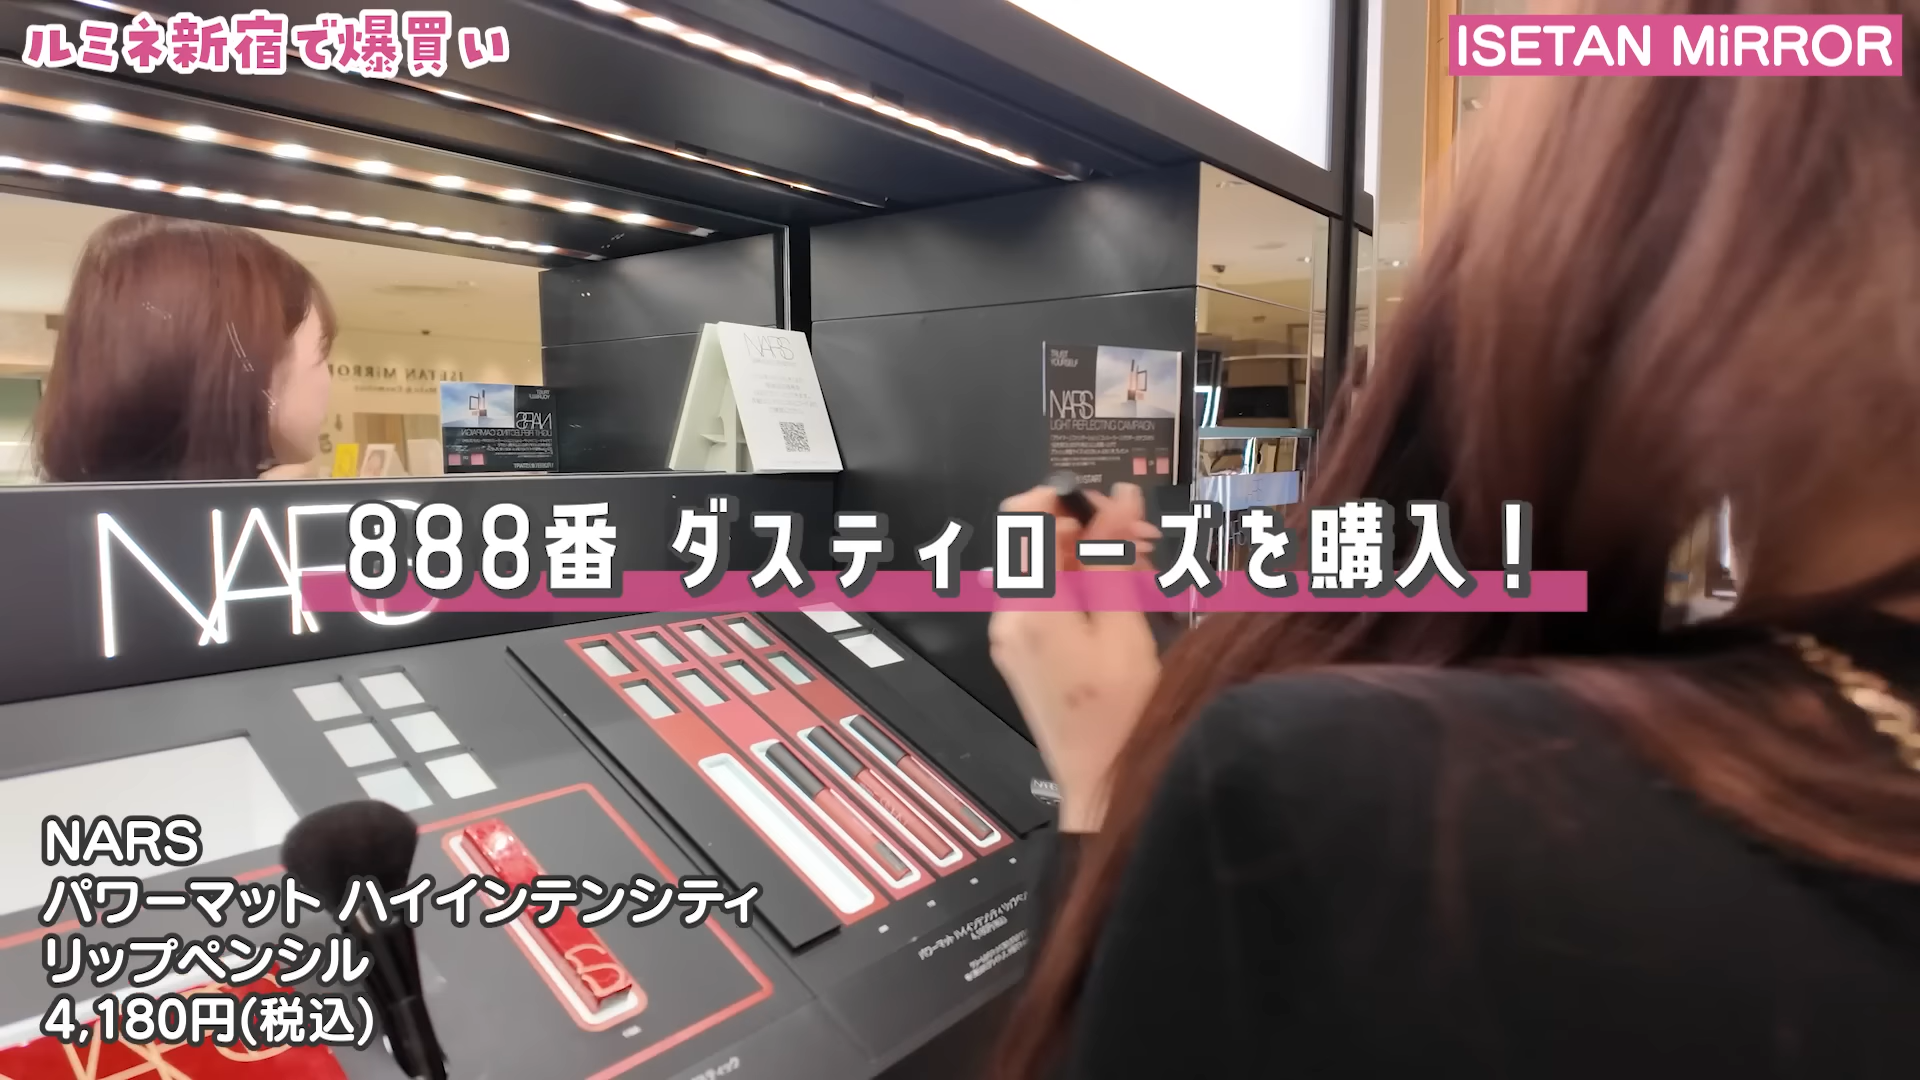 ルミネ新宿で爆買い
ISETAN MiRROR
NARS
TRUST
YOURSELF
NARS
LIGHT REFLECTING CAMPAIGN
NARS
888番 ダスティローズを購入！
NARS
パワーマット ハイインテンシティ
リップペンシル
4,180円(税込)